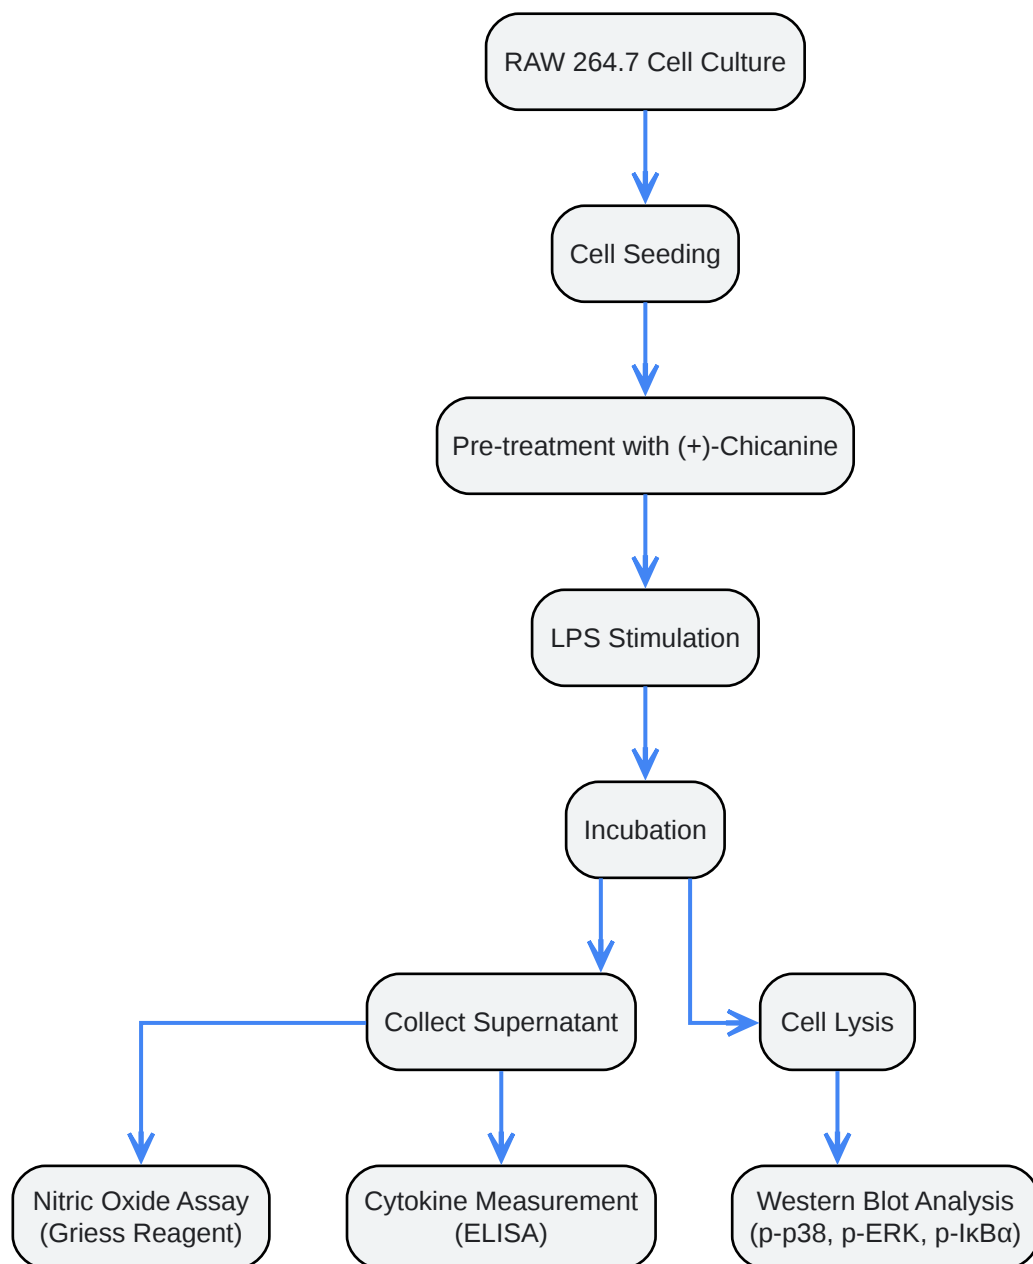 RAW 264.7 Cell Culture
Cell Seeding
Pre-treatment with (+)-Chicanine
LPS Stimulation
Incubation
Collect Supernatant
Cell Lysis
Nitric Oxide Assay
(Griess Reagent)
Cytokine Measurement
(ELISA)
Western Blot Analysis
(p-p38, p-ERK, p-IκBα)